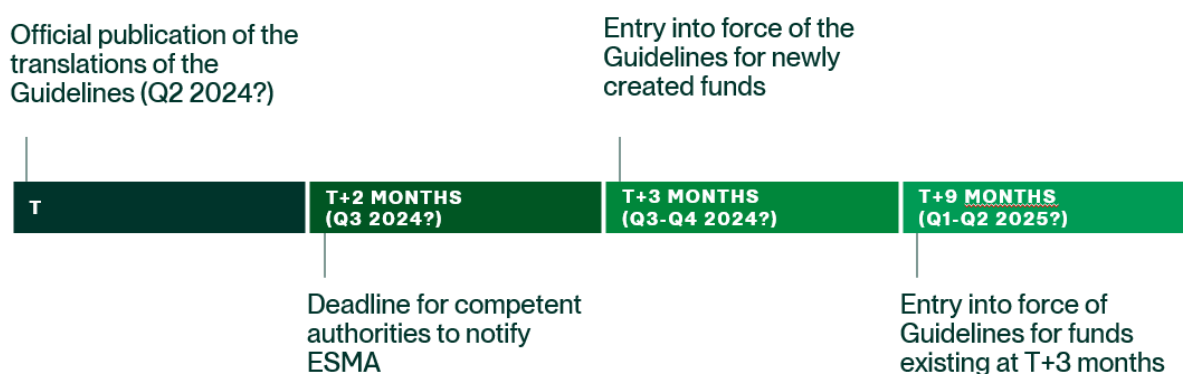 Official publication of the
translations of the
Guidelines (Q2 2024?)
Entry into force of the
Guidelines for newly
created funds
T
T+2 MONTHS
(Q3 2024?)
T+3 MONTHS
(Q3-Q4 2024?)
T+9 MONTHS
(Q1-Q2 2025?)
Deadline for competent
authorities to notify
ESMA
Entry into force of
Guidelines for funds
existing at T+3 months